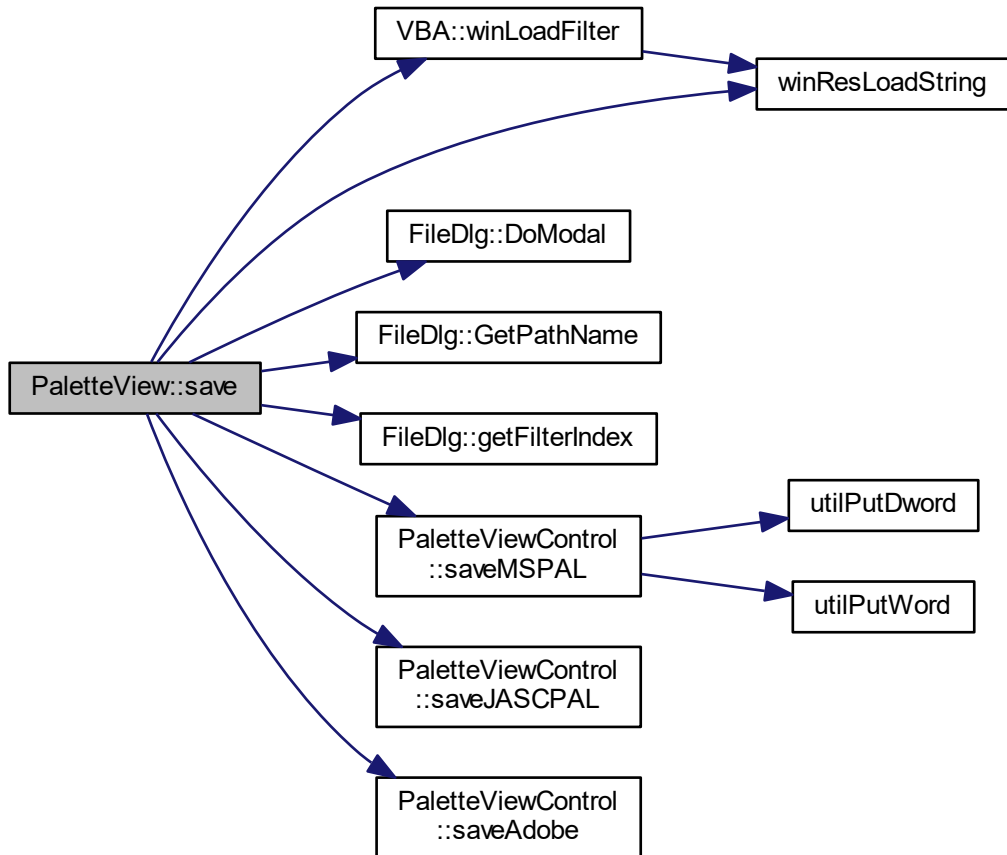 VBA::winLoadFilter
winResLoadString
FileDlg::DoModal
FileDlg::GetPathName
PaletteView::save
FileDlg::getFilterIndex
PaletteViewControl
::saveMSPAL
utilPutDword
utilPutWord
PaletteViewControl
::saveJASCPAL
PaletteViewControl
::saveAdobe